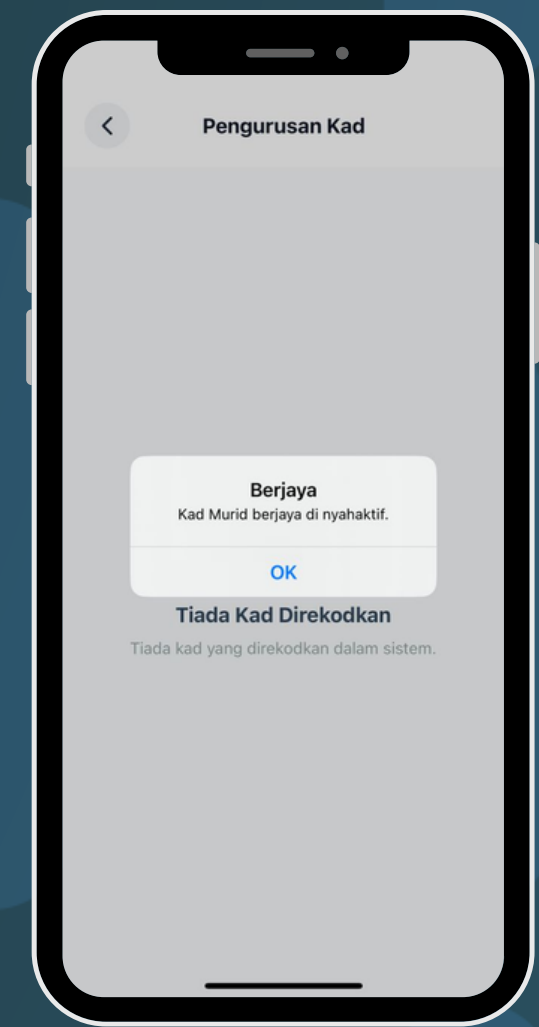 Pengurusan Kad
Berjaya
Kad Murid berjaya di nyahaktif.
OK
Tiada Kad Direkodkan
Tiada kad yang direkodkan dalam sistem.